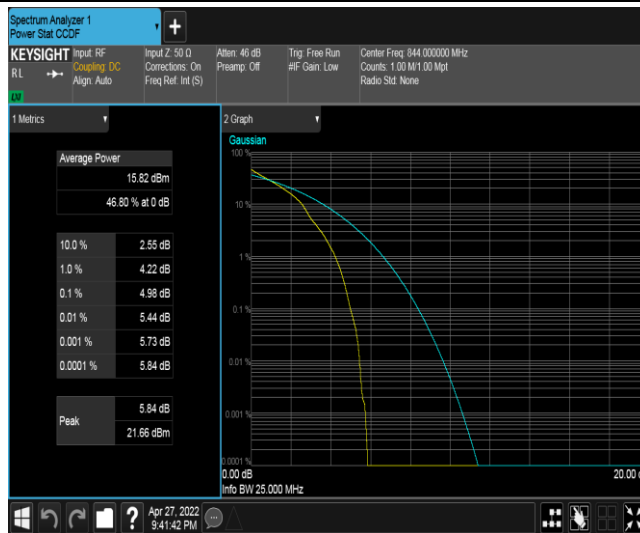 Spectrum Analyzer 1
Power Stat CCDF
+
KEYSIGHT
RL
LXI
Input: RF
Coupling: DC
Align: Auto
Input Z: 50 Ω
Corrections: On
Freq Ref: Int (S)
Atten: 46 dB
Preamp: Off
Trig: Free Run
#IF Gain: Low
Center Freq: 844.000000 MHz
Counts: 1.00 M/1.00 Mpt
Radio Std: None
1 Metrics
Average Power
15.82 dBm
46.80 % at 0 dB
10.0 % 2.55 dB
1.0 % 4.22 dB
0.1 % 4.98 dB
0.01 % 5.44 dB
0.001 % 5.73 dB
0.0001 % 5.84 dB
Peak
5.84 dB
21.66 dBm
2 Graph
Gaussian
100 %
10 %
1 %
0.1 %
0.01 %
0.001 %
0.0001 %
0.00 dB
20.00
Info BW 25.000 MHz
?
Apr 27, 2022
9:41:42 PM